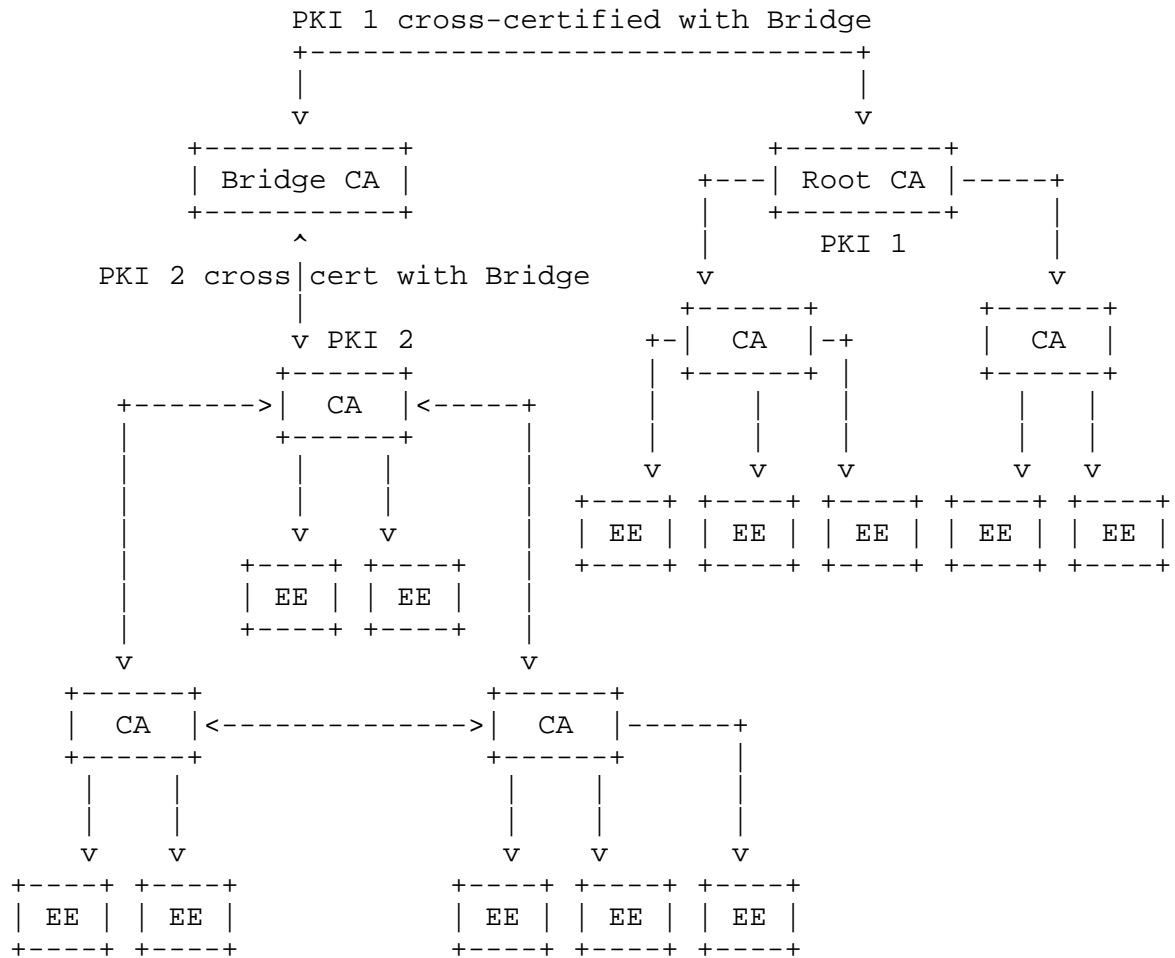 PKI 1 cross-certified with Bridge
Bridge CA
Root CA
PKI 1
PKI 2 cross cert with Bridge
PKI 2
CA
CA
CA
EE EE EE EE EE
EE EE
CA CA
EE EE EE EE EE